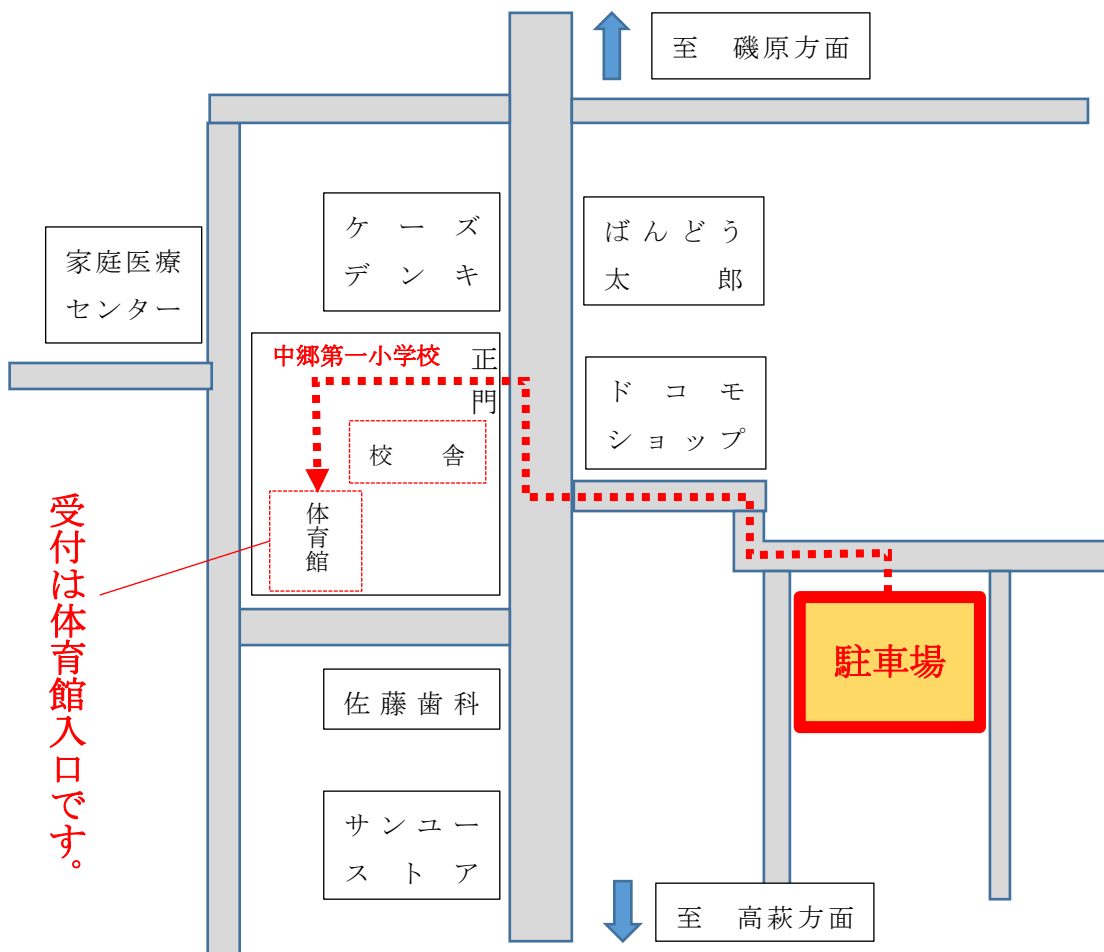 至　磯原方面
ケーズ
デンキ
ばんどう
太郎
家庭医療
センター
中郷第一小学校
正門
ドコモ
ショップ
校舎
体育館
受付は体育館入口です。
駐車場
佐藤歯科
サンユー
ストア
至　高萩方面